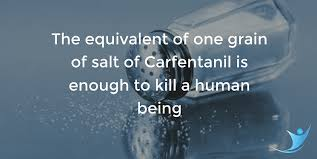 The equivalent of one grain
of salt of Carfentanil is
enough to kill a human
being